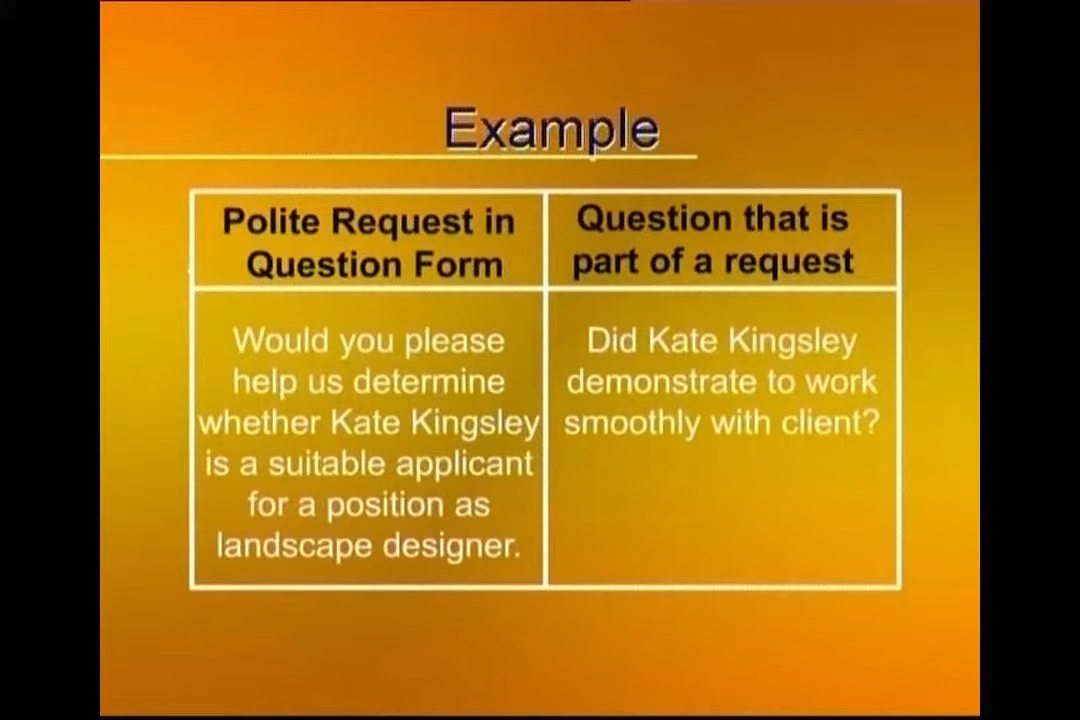 Example
Polite Request in
Question Form
Question that is
part of a request
Would you please
help us determine
whether Kate Kingsley
is a suitable applicant
for a position as
landscape designer.
Did Kate Kingsley
demonstrate to work
smoothly with client?